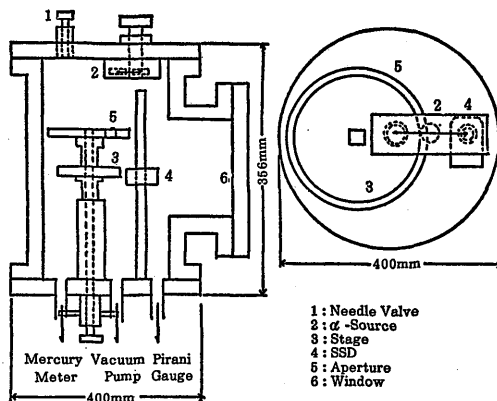 1
2
5
3
4
6
356mm
5
2
4
3
400mm
Mercury Vacuum Pirani
Meter Pump Gauge
400mm
1 : Needle Valve
2 : α -Source
3 : Stage
4 : SSD
5 : Aperture
6 : Window